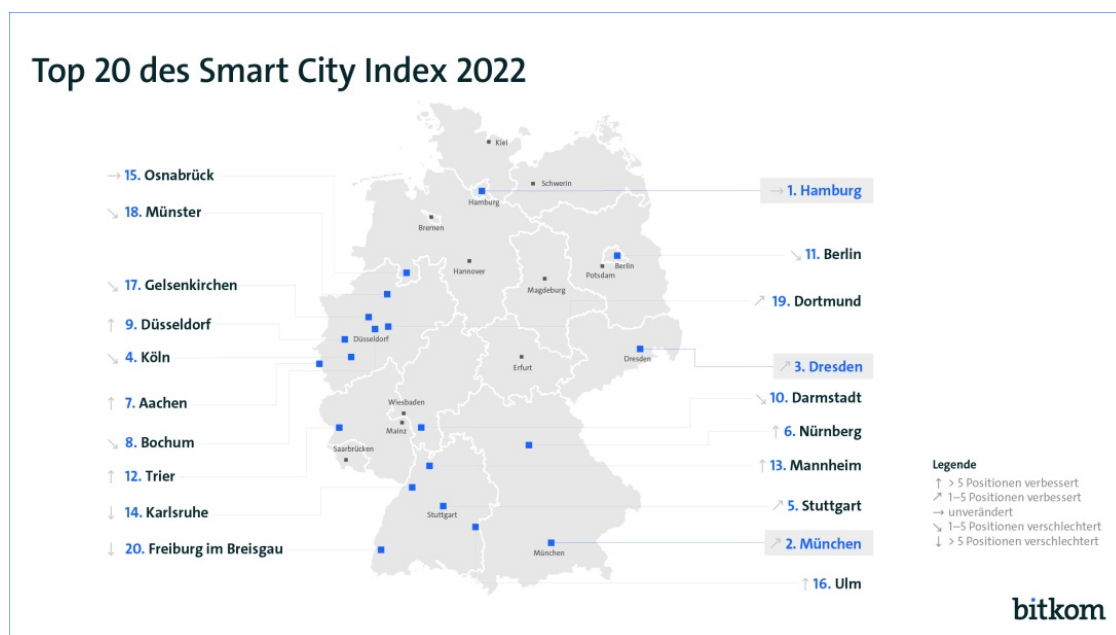 Top 20 des Smart City Index 2022
→ 15. Osnabrück
↘ 18. Münster
↘ 17. Gelsenkirchen
↑ 9. Düsseldorf
↘ 4. Köln
↑ 7. Aachen
↘ 8. Bochum
↑ 12. Trier
↓ 14. Karlsruhe
↓ 20. Freiburg im Breisgau
Kiel
Schwerin
Hamburg
Bremen
Hannover
Berlin
Potsdam
Magdeburg
Düsseldorf
Erfurt
Dresden
Wiesbaden
Mainz
Saarbrücken
Stuttgart
München
→ 1. Hamburg
↘ 11. Berlin
↗ 19. Dortmund
↗ 3. Dresden
↘ 10. Darmstadt
↑ 6. Nürnberg
↑ 13. Mannheim
↗ 5. Stuttgart
↗ 2. München
↑ 16. Ulm
Legende
↑ > 5 Positionen verbessert
↗ 1–5 Positionen verbessert
→ unverändert
↘ 1–5 Positionen verschlechtert
↓ > 5 Positionen verschlechtert
bitkom